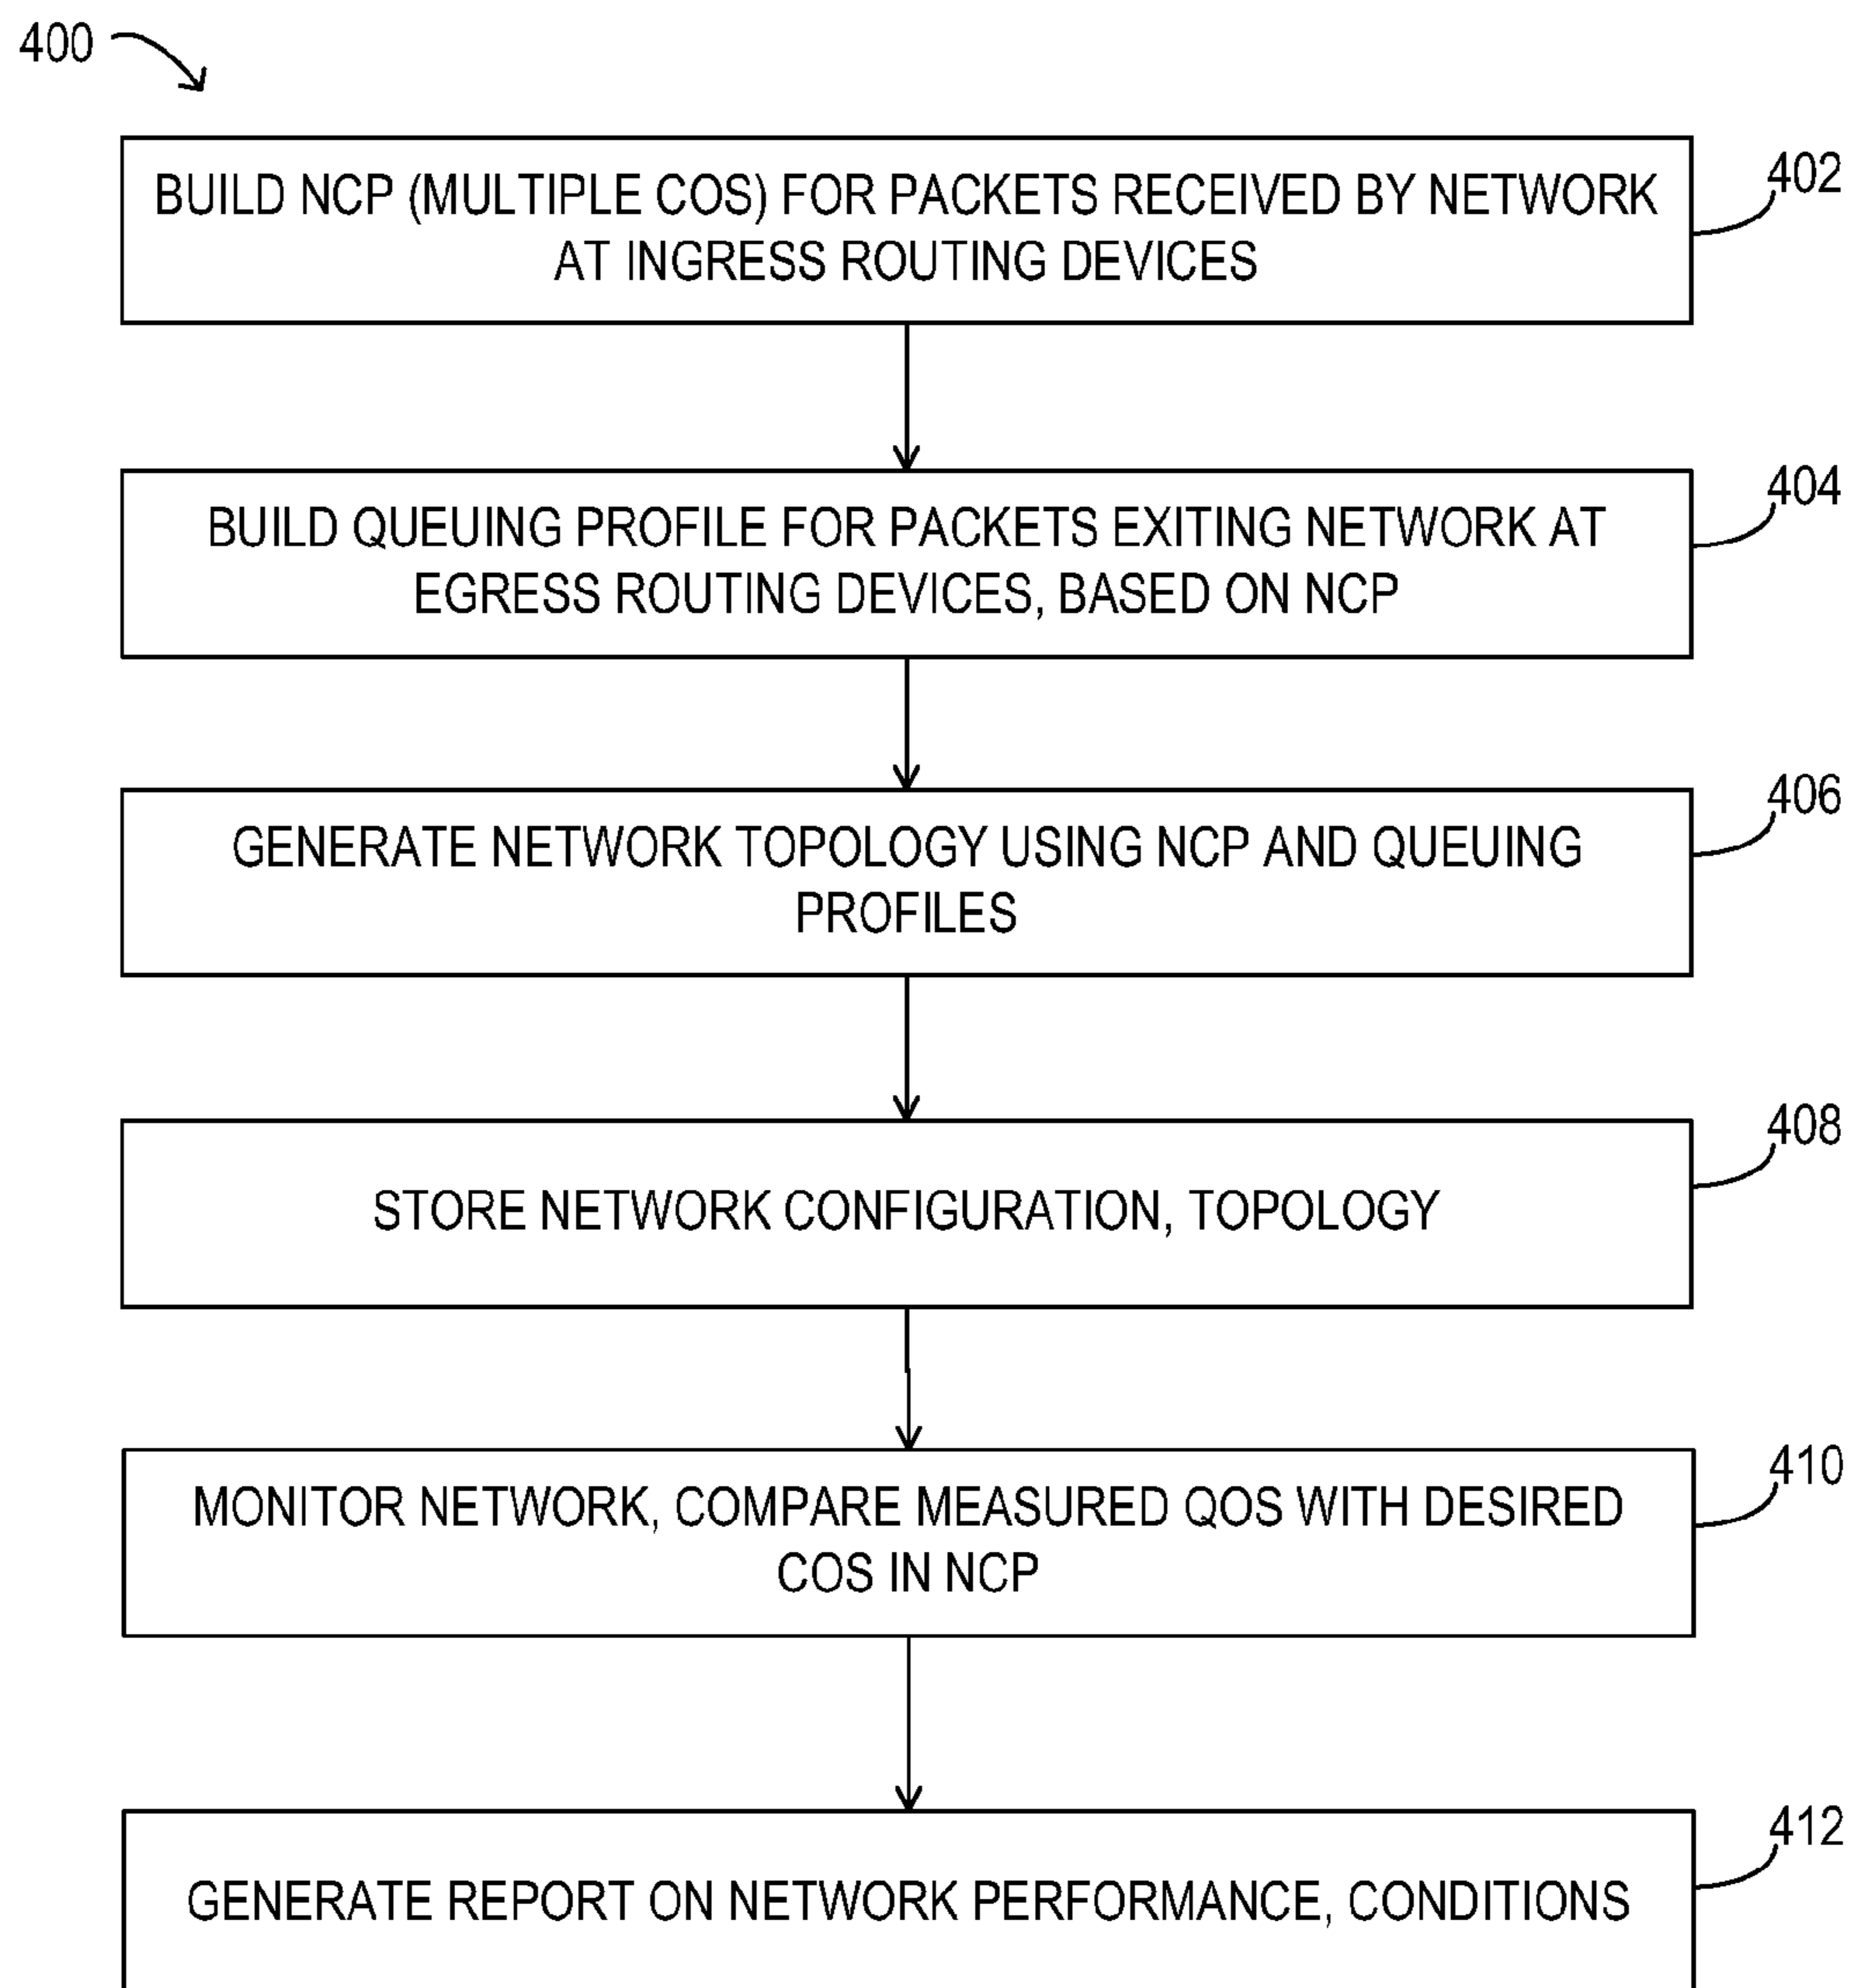 400
402
BUILD NCP (MULTIPLE COS) FOR PACKETS RECEIVED BY NETWORK
AT INGRESS ROUTING DEVICES
404
BUILD QUEUING PROFILE FOR PACKETS EXITING NETWORK AT
EGRESS ROUTING DEVICES, BASED ON NCP
406
GENERATE NETWORK TOPOLOGY USING NCP AND QUEUING
PROFILES
408
STORE NETWORK CONFIGURATION, TOPOLOGY
410
MONITOR NETWORK, COMPARE MEASURED QOS WITH DESIRED
COS IN NCP
412
GENERATE REPORT ON NETWORK PERFORMANCE, CONDITIONS